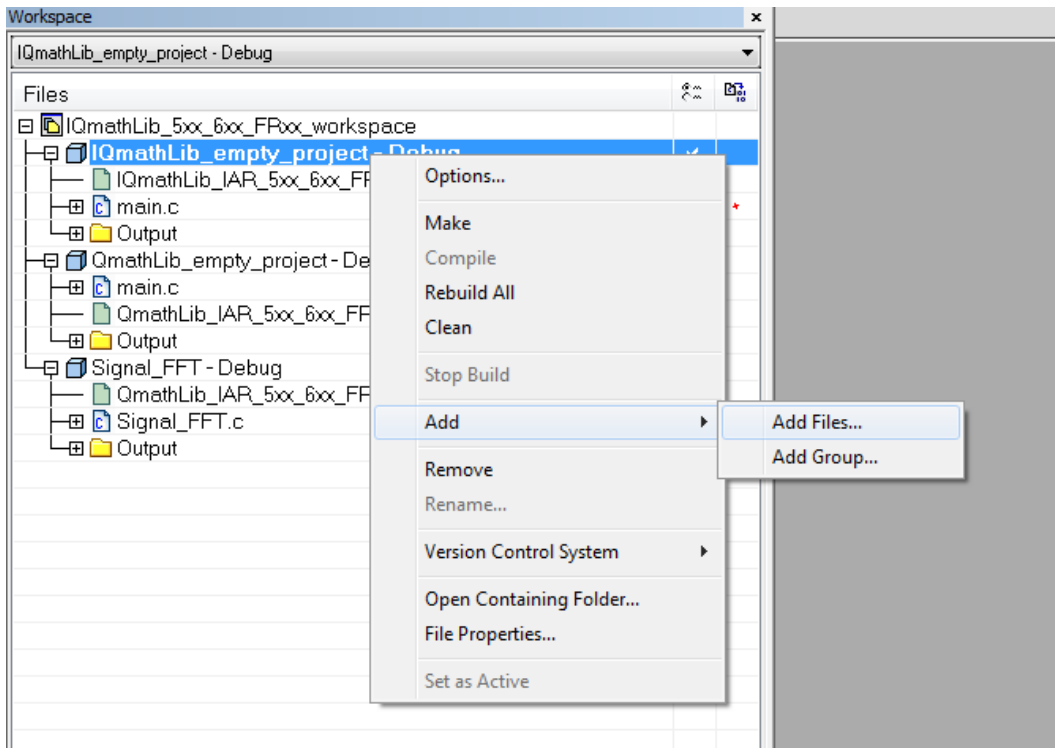 Workspace
x
IQmathLib_empty_project - Debug
Files
IQmathLib_5xx_6xx_FRxx_workspace
IQmathLib_empty_project - Debug
IQmathLib_IAR_5xx_6xx_FF
main.c
Output
QmathLib_empty_project - De
main.c
QmathLib_IAR_5xx_6xx_FF
Output
Signal_FFT - Debug
QmathLib_IAR_5xx_6xx_FF
Signal_FFT.c
Output
Options...
Make
Compile
Rebuild All
Clean
Stop Build
Add
Remove
Rename...
Version Control System
Open Containing Folder...
File Properties...
Set as Active
Add Files...
Add Group...